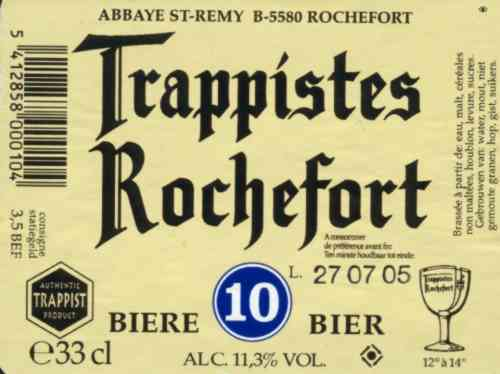 ABBAYE ST-REMY B-5580 ROCHEFORT
Trappistes
Rochefort
5 412858 000104
consigne
statiegeld
3,5 BEF
Brassée à partir de: eau, malt, céréales
non maltées, houblon, levure, sucres.
Gebrouwen van: water, mout, niet
gemoute granen, hop, gist, suikers.
A consommer
de préférence avant fin:
Ten minste houdbaar tot einde:
L. 27 07 05
AUTHENTIC
TRAPPIST
PRODUCT
BIERE 10 BIER
Trappistes
Rochefort
e33 cl
ALC. 11,3% VOL.
12° à 14°